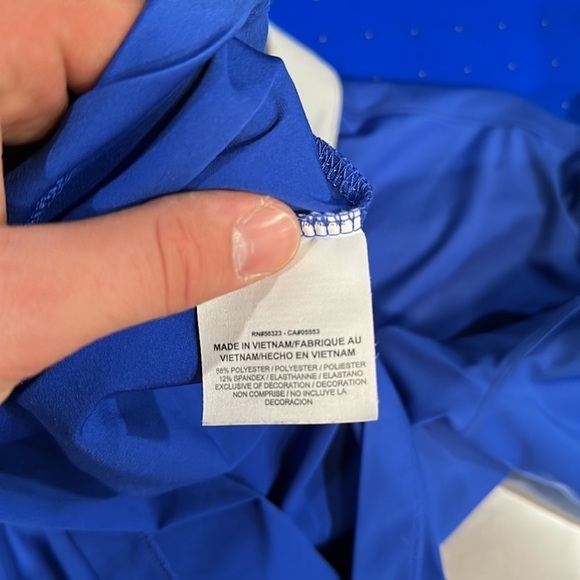 RN#56323 - CA#05553
MADE IN VIETNAM/FABRIQUE AU
VIETNAM/HECHO EN VIETNAM
88% POLYESTER / POLYESTER / POLIESTER
12% SPANDEX / ELASTHANNE / ELASTANO
EXCLUSIVE OF DECORATION / DECORATION
NON COMPRISE / NO INCLUYE LA
DECORACION